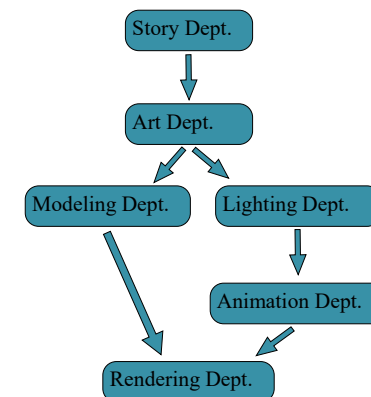 Story Dept.
Art Dept.
Modeling Dept.
Lighting Dept.
Animation Dept.
Rendering Dept.